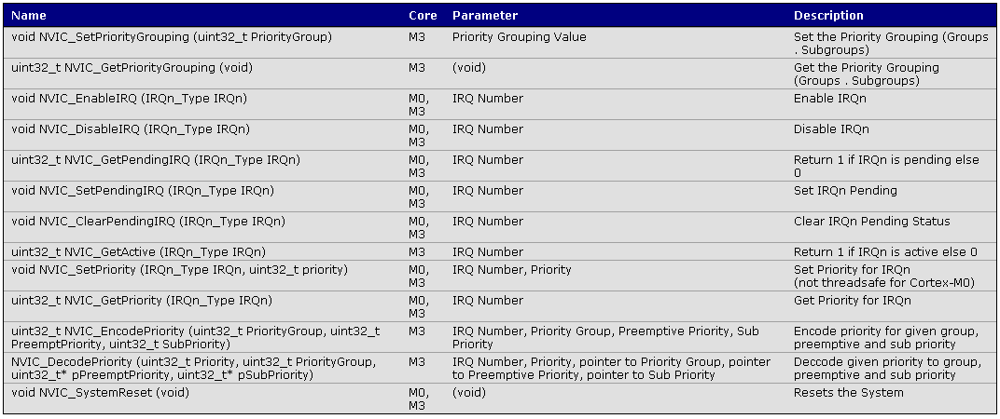 Name Core Parameter Description
void NVIC_SetPriorityGrouping (uint32_t PriorityGroup) M3 Priority Grouping Value Set the Priority Grouping (Groups
. Subgroups)
uint32_t NVIC_GetPriorityGrouping (void) M3 (void) Get the Priority Grouping
(Groups . Subgroups)
void NVIC_EnableIRQ (IRQn_Type IRQn) M0, IRQ Number Enable IRQn
M3
void NVIC_DisableIRQ (IRQn_Type IRQn) M0, IRQ Number Disable IRQn
M3
uint32_t NVIC_GetPendingIRQ (IRQn_Type IRQn) M0, IRQ Number Return 1 if IRQn is pending else
M3 0
void NVIC_SetPendingIRQ (IRQn_Type IRQn) M0, IRQ Number Set IRQn Pending
M3
void NVIC_ClearPendingIRQ (IRQn_Type IRQn) M0, IRQ Number Clear IRQn Pending Status
M3
uint32_t NVIC_GetActive (IRQn_Type IRQn) M3 IRQ Number Return 1 if IRQn is active else 0
void NVIC_SetPriority (IRQn_Type IRQn, uint32_t priority) M0, IRQ Number, Priority Set Priority for IRQn
M3 (not threadsafe for Cortex-M0)
uint32_t NVIC_GetPriority (IRQn_Type IRQn) M0, IRQ Number Get Priority for IRQn
M3
uint32_t NVIC_EncodePriority (uint32_t PriorityGroup, uint32_t M3 IRQ Number, Priority Group, Preemptive Priority, Sub Encode priority for given group,
PreemptPriority, uint32_t SubPriority) Priority preemptive and sub priority
NVIC_DecodePriority (uint32_t Priority, uint32_t PriorityGroup, M3 IRQ Number, Priority, pointer to Priority Group, pointer Deccode given priority to group,
uint32_t* pPreemptPriority, uint32_t* pSubPriority) to Preemptive Priority, pointer to Sub Priority preemptive and sub priority
void NVIC_SystemReset (void) M0, (void) Resets the System
M3